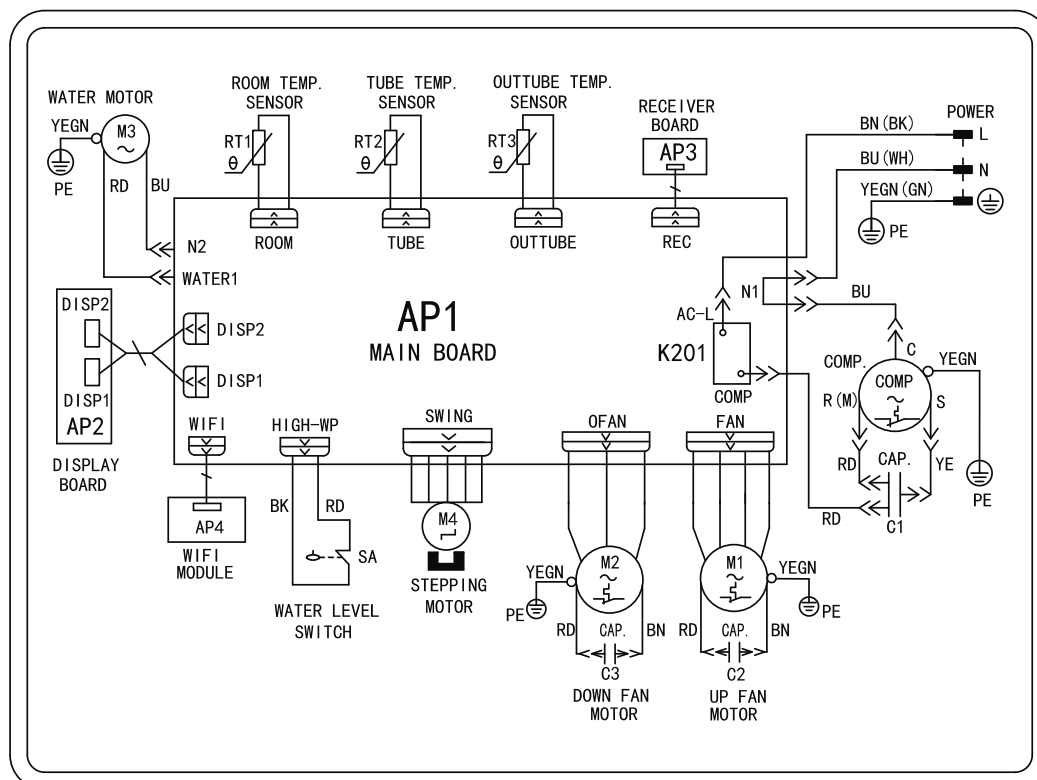 ROOM TEMP.
SENSOR
TUBE TEMP.
SENSOR
OUTTUBE TEMP.
SENSOR
WATER MOTOR
RECEIVER
BOARD
POWER
YEGN
M3
RT1
θ
RT2
θ
RT3
θ
AP3
BN(BK)
L
BU(WH)
N
YEGN(GN)
PE
PE
RD
BU
ROOM
TUBE
OUTTUBE
REC
N2
WATER1
N1
BU
AC-L
DISP2
DISP1
AP2
DISPLAY
BOARD
DISP2
DISP1
AP1
MAIN BOARD
K201
COMP
COMP.
COMP
C
YEGN
R(M)
S
RD
CAP.
YE
C1
RD
PE
WIFI
HIGH-WP
SWING
OFAN
FAN
AP4
WIFI
MODULE
BK
RD
SA
WATER LEVEL
SWITCH
M4
STEPPING
MOTOR
YEGN
PE
M2
RD
CAP.
BN
C3
DOWN FAN
MOTOR
M1
YEGN
PE
RD
CAP.
BN
C2
UP FAN
MOTOR